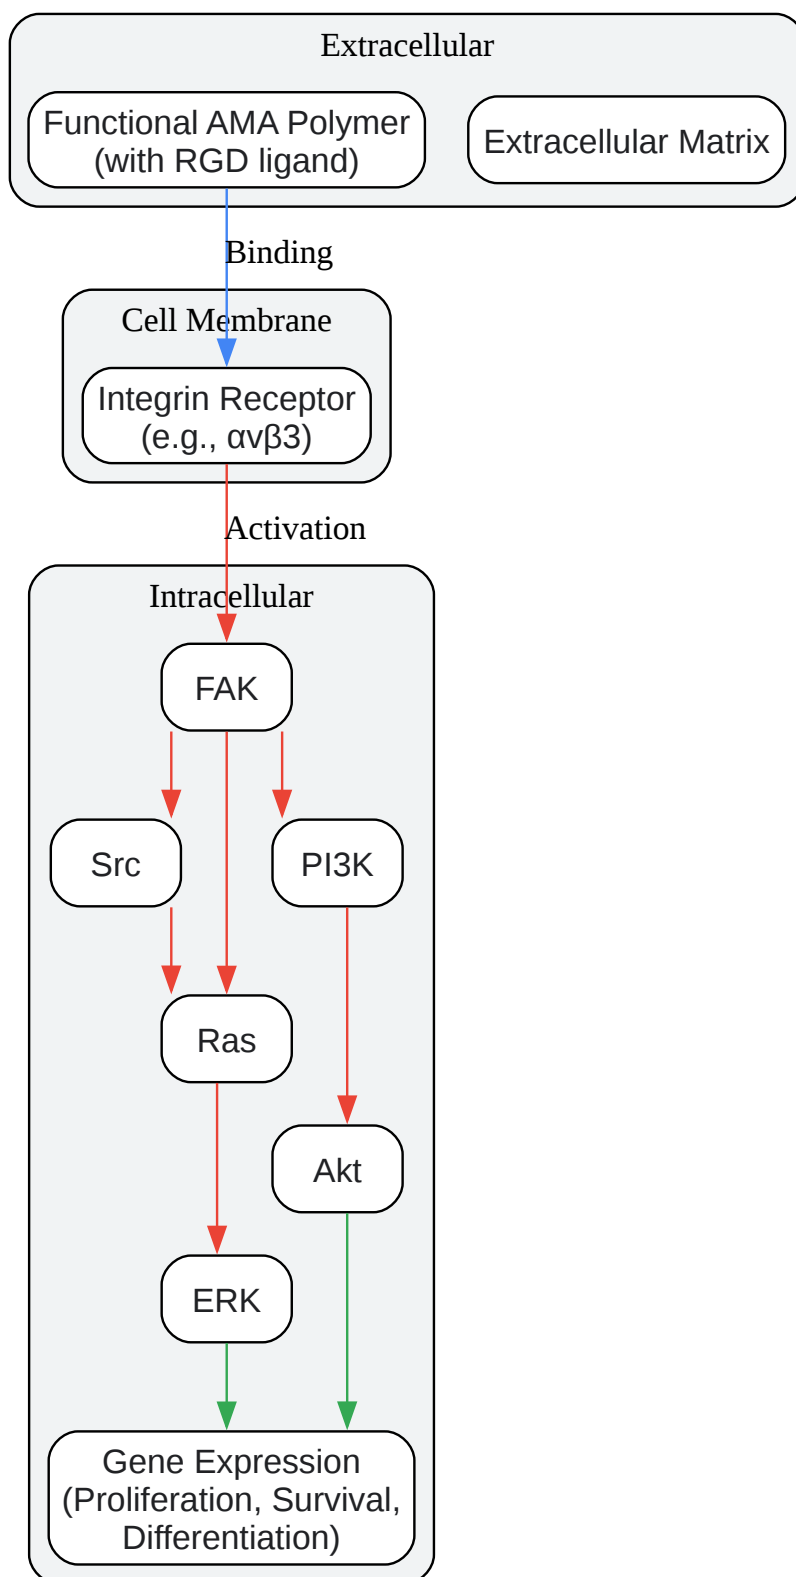 Extracellular
Functional AMA Polymer
(with RGD ligand)
Extracellular Matrix
Binding
Cell Membrane
Integrin Receptor
(e.g., αvβ3)
Activation
Intracellular
FAK
Src
PI3K
Ras
Akt
ERK
Gene Expression
(Proliferation, Survival,
Differentiation)